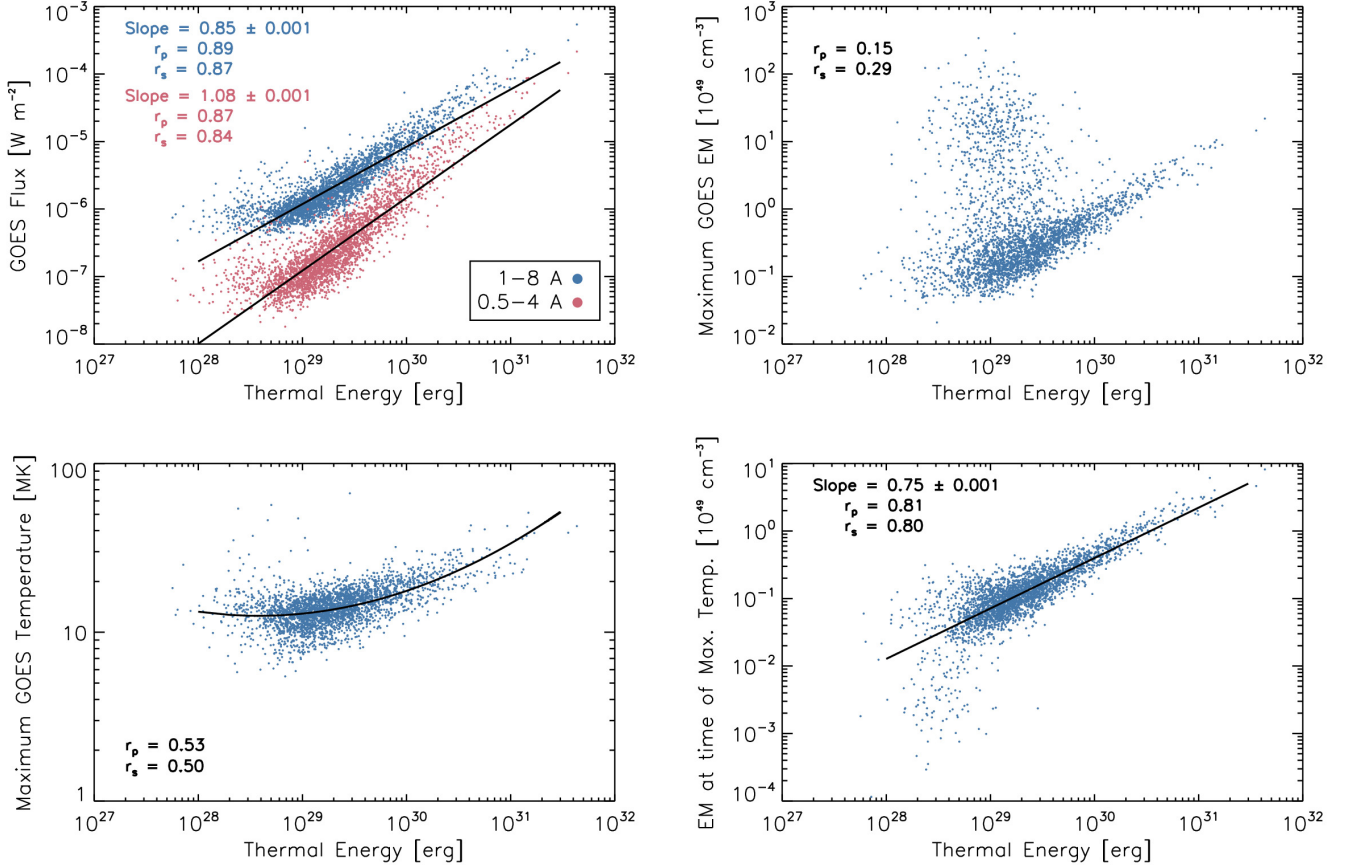 10⁻³
10⁻⁴
10⁻⁵
10⁻⁶
10⁻⁷
10⁻⁸
GOES Flux [W m⁻²]
Slope = 0.85 ± 0.001
rₚ = 0.89
rₛ = 0.87
Slope = 1.08 ± 0.001
rₚ = 0.87
rₛ = 0.84
1−8 A
0.5−4 A
10²⁷ 10²⁸ 10²⁹ 10³⁰ 10³¹ 10³²
Thermal Energy [erg]
10³
10²
10¹
10⁰
10⁻¹
10⁻²
Maximum GOES EM [10⁴⁹ cm⁻³]
rₚ = 0.15
rₛ = 0.29
10²⁷ 10²⁸ 10²⁹ 10³⁰ 10³¹ 10³²
Thermal Energy [erg]
100
10
1
Maximum GOES Temperature [MK]
rₚ = 0.53
rₛ = 0.50
10²⁷ 10²⁸ 10²⁹ 10³⁰ 10³¹ 10³²
Thermal Energy [erg]
10¹
10⁰
10⁻¹
10⁻²
10⁻³
10⁻⁴
EM at time of Max. Temp. [10⁴⁹ cm⁻³]
Slope = 0.75 ± 0.001
rₚ = 0.81
rₛ = 0.80
10²⁷ 10²⁸ 10²⁹ 10³⁰ 10³¹ 10³²
Thermal Energy [erg]